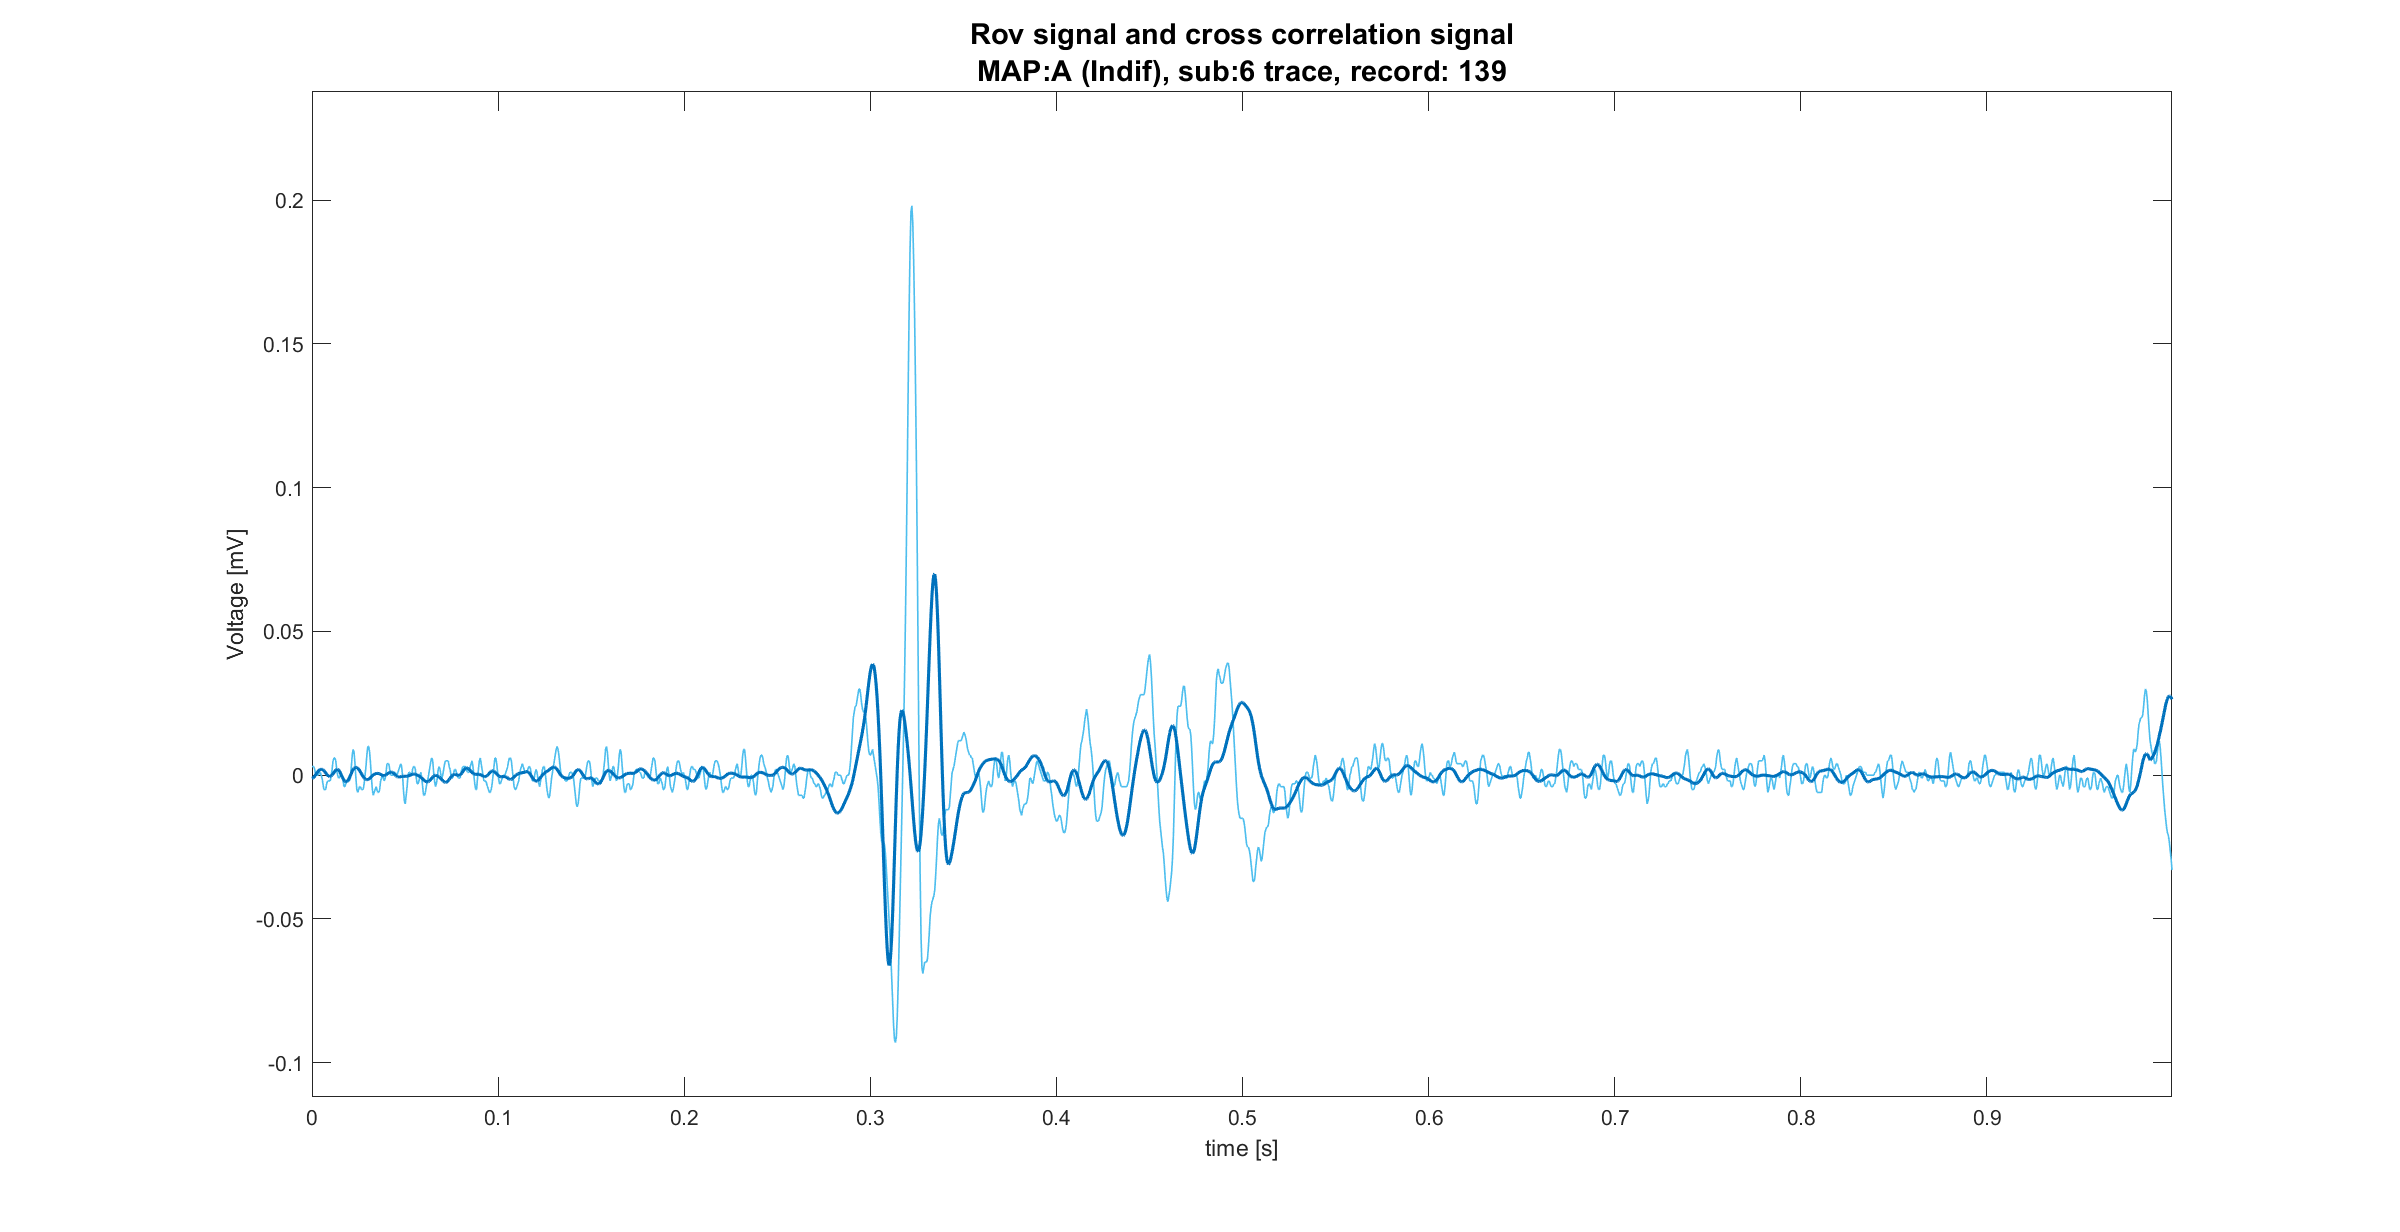 Rov signal and cross correlation signal
MAP:A (Indif), sub:6 trace, record: 139
0.2
0.15
0.1
0.05
0
-0.05
-0.1
Voltage [mV]
0 0.1 0.2 0.3 0.4 0.5 0.6 0.7 0.8 0.9
time [s]